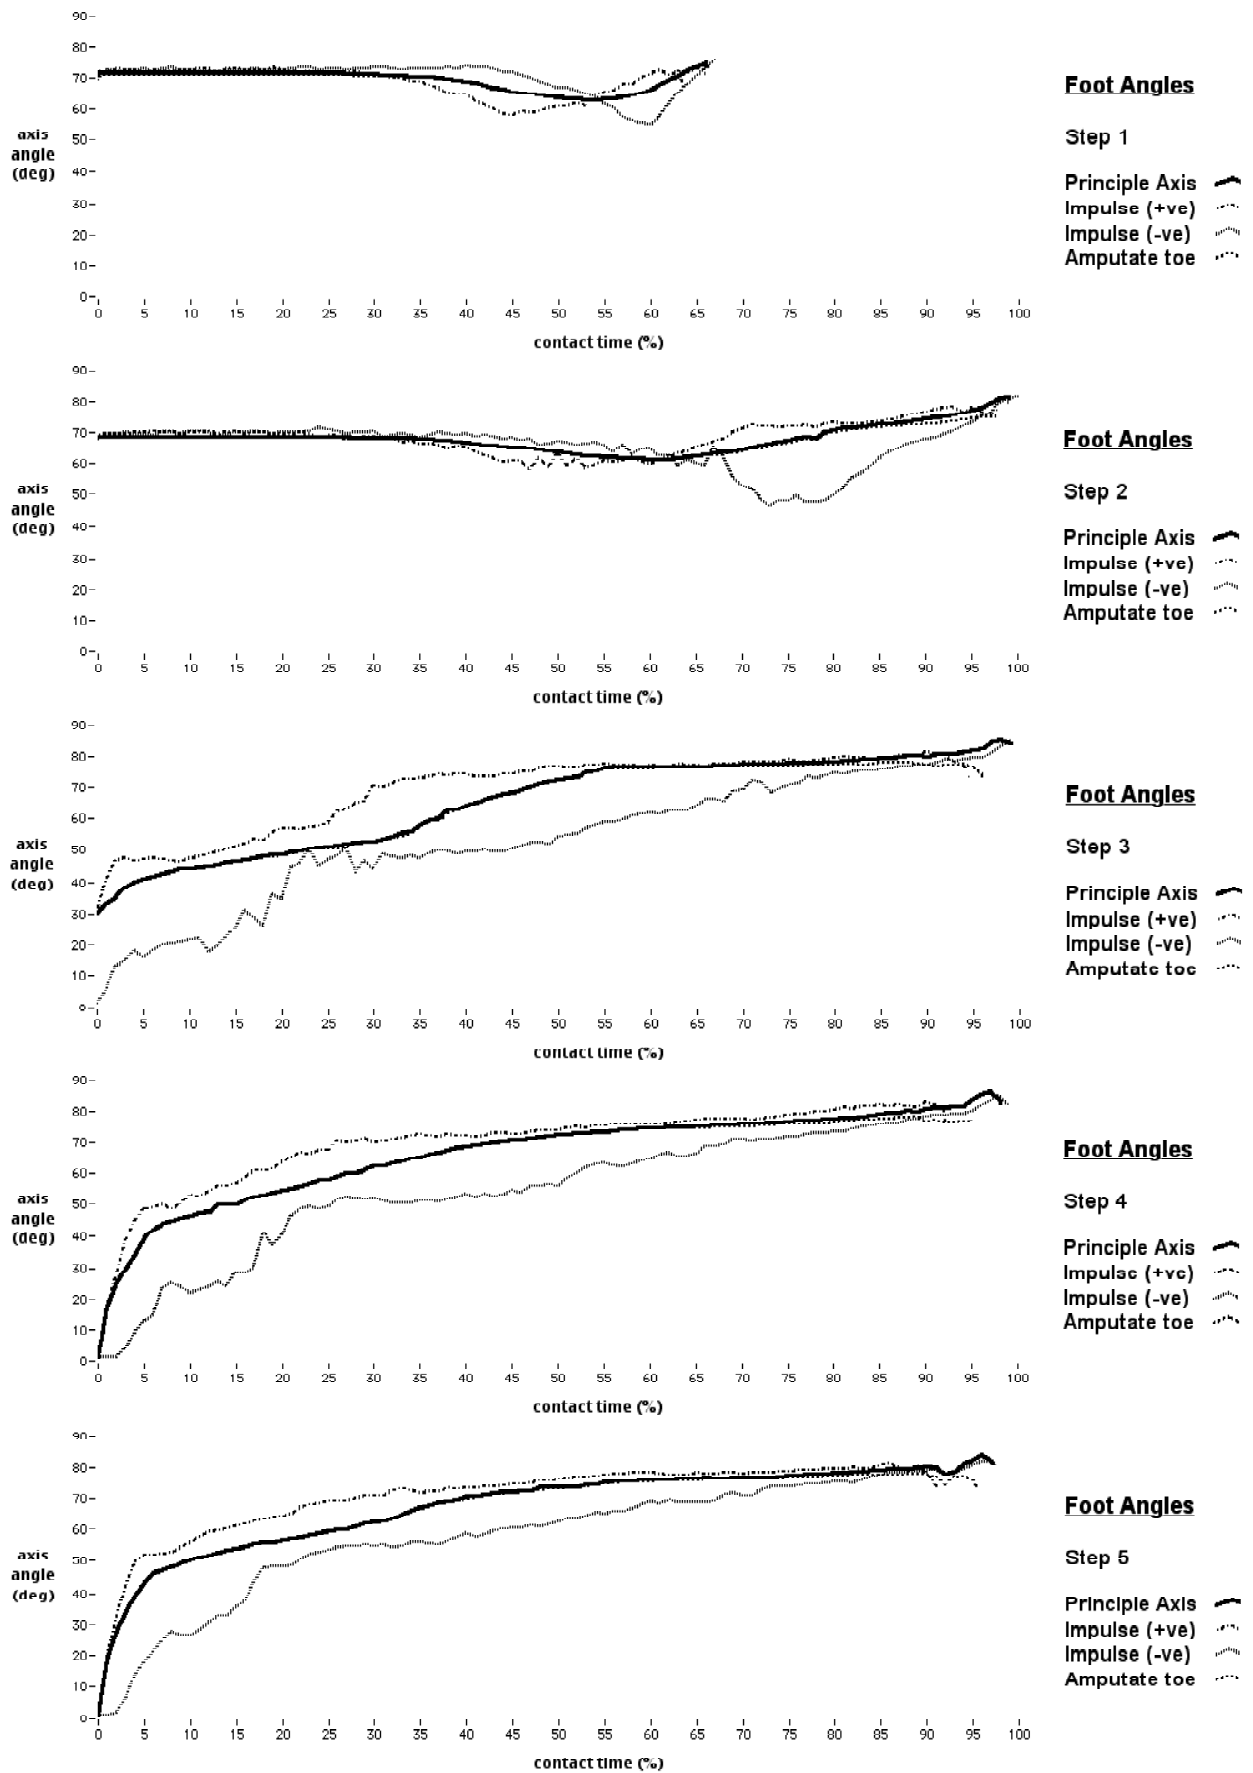 90
80
70
60
50
40
30
20
10
0
axis
angle
(deg)
0 5 10 15 20 25 30 35 40 45 50 55 60 65 70 75 80 85 90 95 100
contact time (%)
Foot Angles
Step 1
Principle Axis
Impulse (+ve)
Impulse (-ve)
Amputate toe
90
80
70
60
50
40
30
20
10
0
axis
angle
(deg)
0 5 10 15 20 25 30 35 40 45 50 55 60 65 70 75 80 85 90 95 100
contact time (%)
Foot Angles
Step 2
Principle Axis
Impulse (+ve)
Impulse (-ve)
Amputate toe
90
80
70
60
50
40
30
20
10
0
axis
angle
(deg)
0 5 10 15 20 25 30 35 40 45 50 55 60 65 70 75 80 85 90 95 100
contact time (%)
Foot Angles
Step 3
Principle Axis
Impulse (+ve)
Impulse (-ve)
Amputate toe
90
80
70
60
50
40
30
20
10
0
axis
angle
(deg)
0 5 10 15 20 25 30 35 40 45 50 55 60 65 70 75 80 85 90 95 100
contact time (%)
Foot Angles
Step 4
Principle Axis
Impulse (+ve)
Impulse (-ve)
Amputate toe
90
80
70
60
50
40
30
20
10
0
axis
angle
(deg)
0 5 10 15 20 25 30 35 40 45 50 55 60 65 70 75 80 85 90 95 100
contact time (%)
Foot Angles
Step 5
Principle Axis
Impulse (+ve)
Impulse (-ve)
Amputate toe